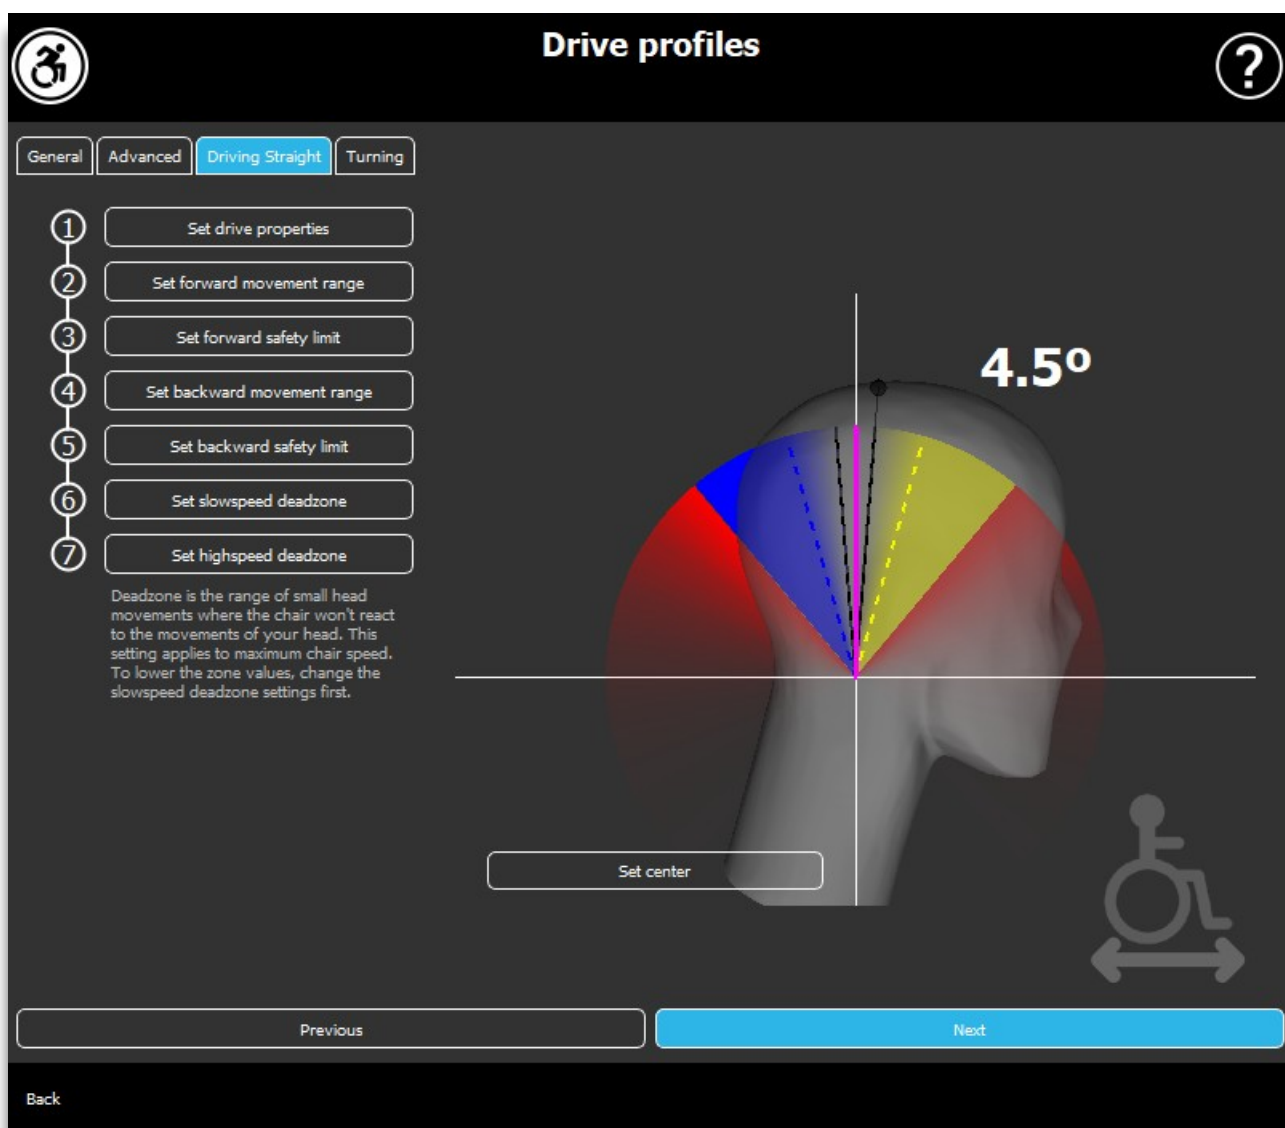 Drive profiles
?
General Advanced Driving Straight Turning
1 Set drive properties
2 Set forward movement range
3 Set forward safety limit
4 Set backward movement range
5 Set backward safety limit
6 Set slowspeed deadzone
7 Set highspeed deadzone
Deadzone is the range of small head
movements where the chair won't react
to the movements of your head. This
setting applies to maximum chair speed.
To lower the zone values, change the
slowspeed deadzone settings first.
4.5º
Set center
Previous Next
Back